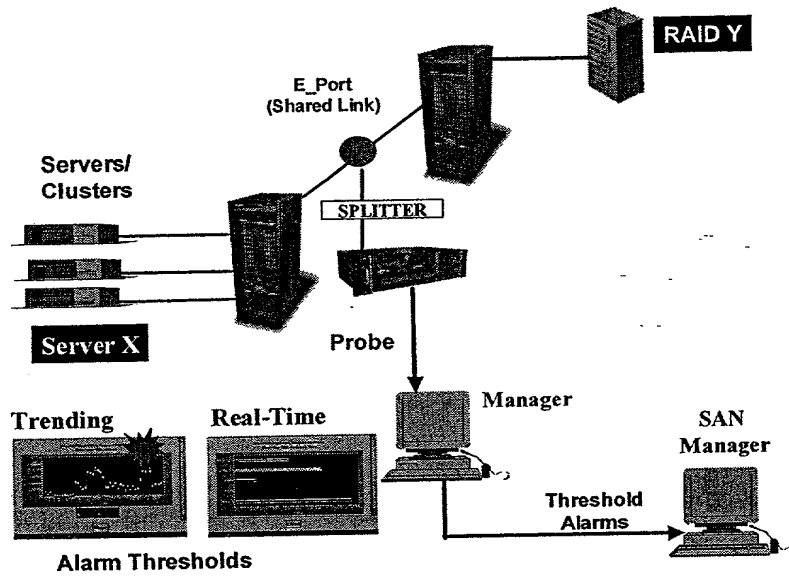 RAID Y
E_Port
(Shared Link)
Servers/
Clusters
SPLITTER
Server X
Probe
Manager
Trending
Real-Time
SAN
Manager
Threshold
Alarms
Alarm Thresholds